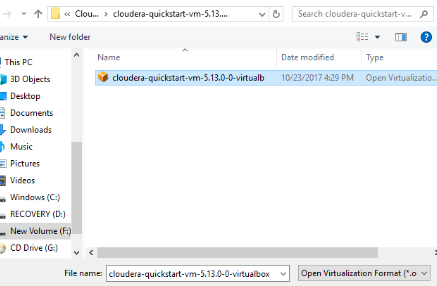 « Clou... › cloudera-quickstart-vm-5.13.... Search cloudera-quickstart-v...
anize New folder
Name Date modified Type
This PC
3D Objects
Desktop
Documents
Downloads
Music
Pictures
Videos
Windows (C:)
RECOVERY (D:)
New Volume (F:)
CD Drive (G:)
cloudera-quickstart-vm-5.13.0-0-virtualb 10/23/2017 4:29 PM Open Virtualizatio...
File name: cloudera-quickstart-vm-5.13.0-0-virtualbox Open Virtualization Format (*.o